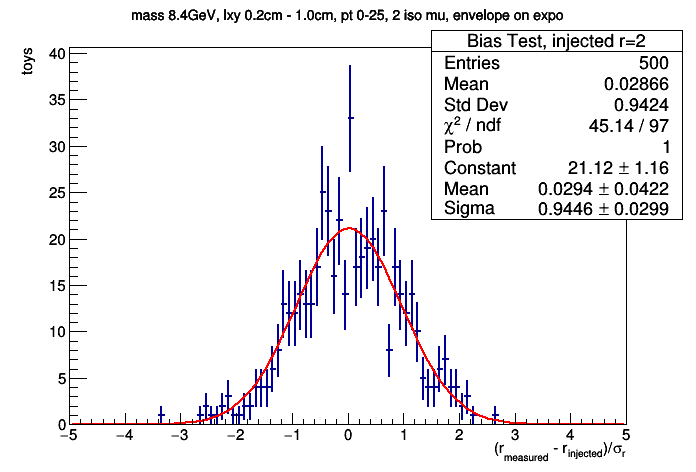 mass 8.4GeV, lxy 0.2cm - 1.0cm, pt 0-25, 2 iso mu, envelope on expo
Bias Test, injected r=2
Entries 500
Mean 0.02866
Std Dev 0.9424
χ² / ndf 45.14 / 97
Prob 1
Constant 21.12 ± 1.16
Mean 0.0294 ± 0.0422
Sigma 0.9446 ± 0.0299
toys
40
35
30
25
20
15
10
5
0
−5 −4 −3 −2 −1 0 1 2 3 4 5
(r_measured - r_injected)/σ_r